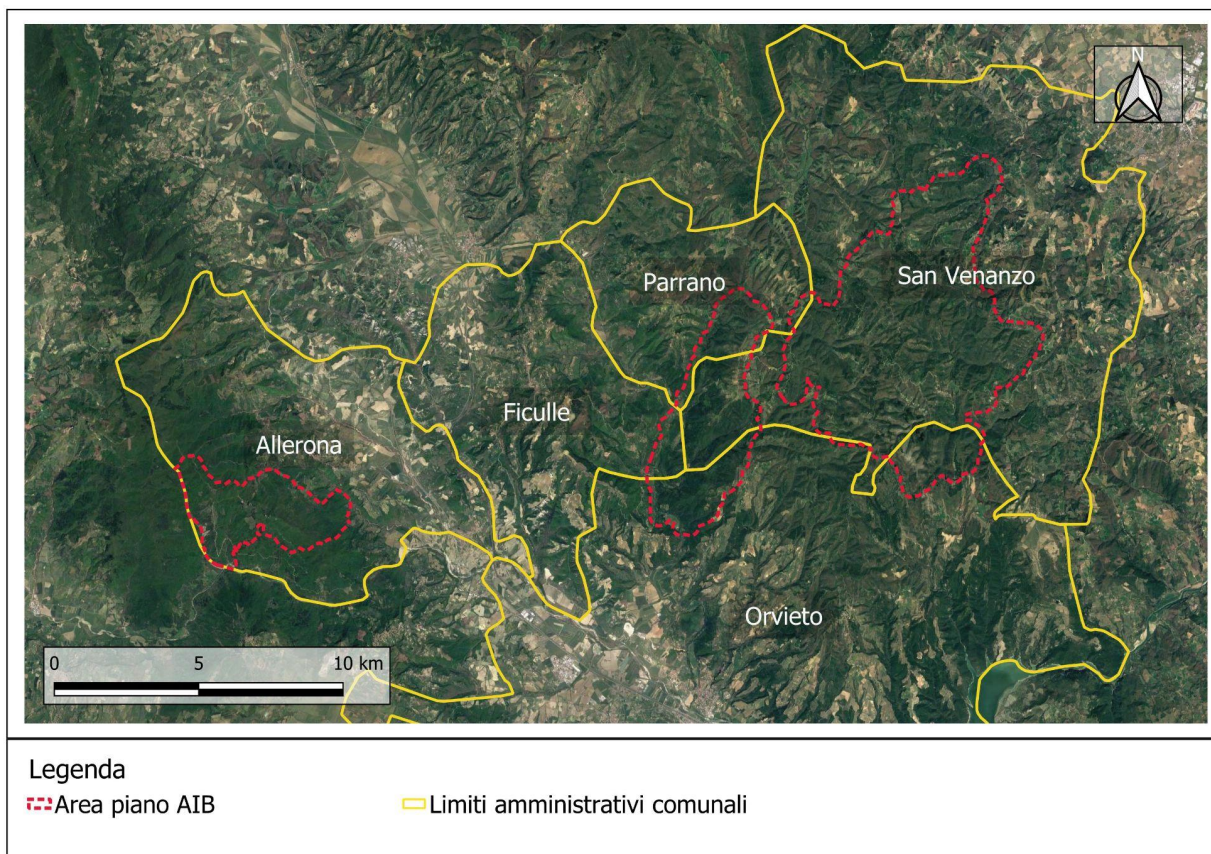 N
Parrano
San Venanzo
Ficulle
Allerona
Orvieto
0 5 10 km
Legenda
Area piano AIB
Limiti amministrativi comunali